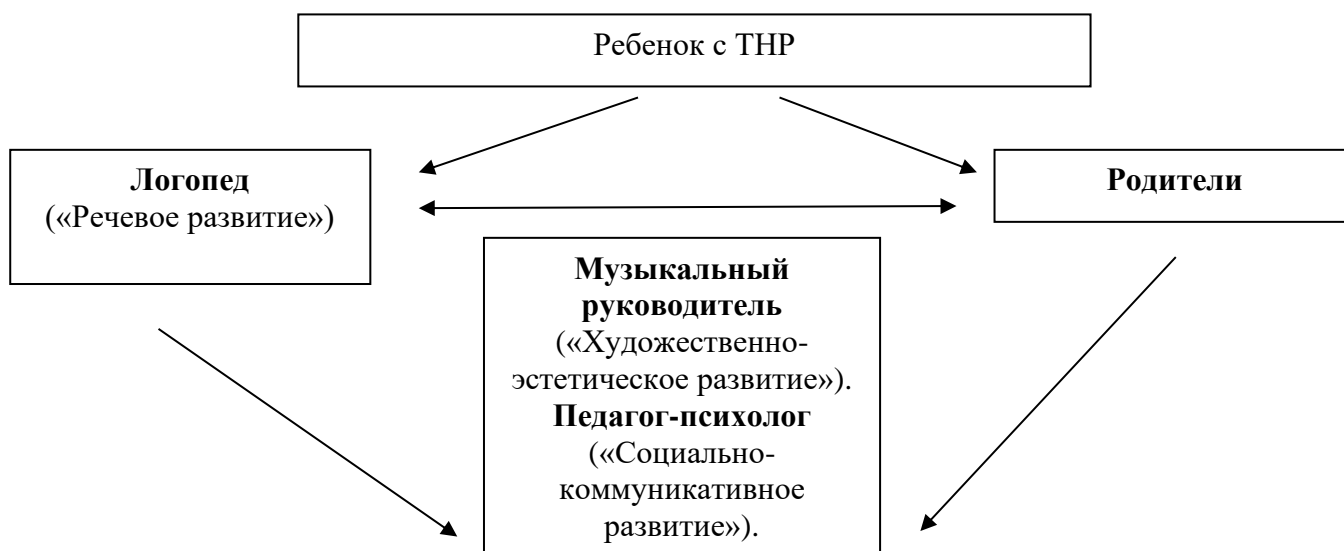 Ребенок с ТНР
Логопед
(«Речевое развитие»)
Родители
Музыкальный
руководитель
(«Художественно-
эстетическое развитие»).
Педагог-психолог
(«Социально-
коммуникативное
развитие»).